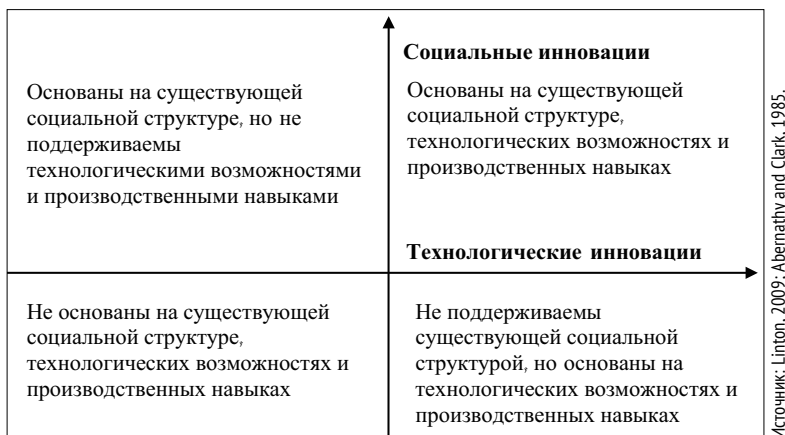 Социальные инновации
Основаны на существующей
социальной структуре, но не
поддерживаемы
технологическими возможностями
и производственными навыками
Основаны на существующей
социальной структуре,
технологических возможностях и
производственных навыках
Технологические инновации
Не основаны на существующей
социальной структуре,
технологических возможностях и
производственных навыках
Не поддерживаемы
существующей социальной
структурой, но основаны на
технологических возможностях и
производственных навыках
Источник: Linton, 2009; Abernathy and Clark, 1985.